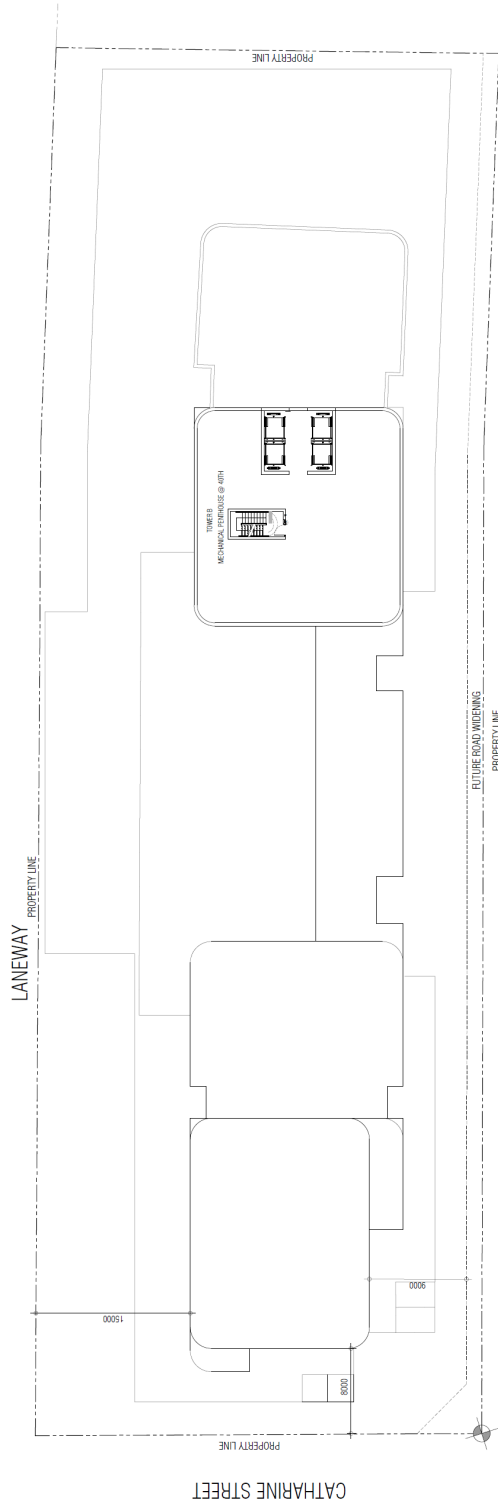 PROPERTY LINE
TOWER B
MECHANICAL PENTHOUSE @ 40TH
FUTURE ROAD WIDENING
PROPERTY LINE
LANEWAY
PROPERTY LINE
15000
9000
8000
PROPERTY LINE
CATHARINE STREET